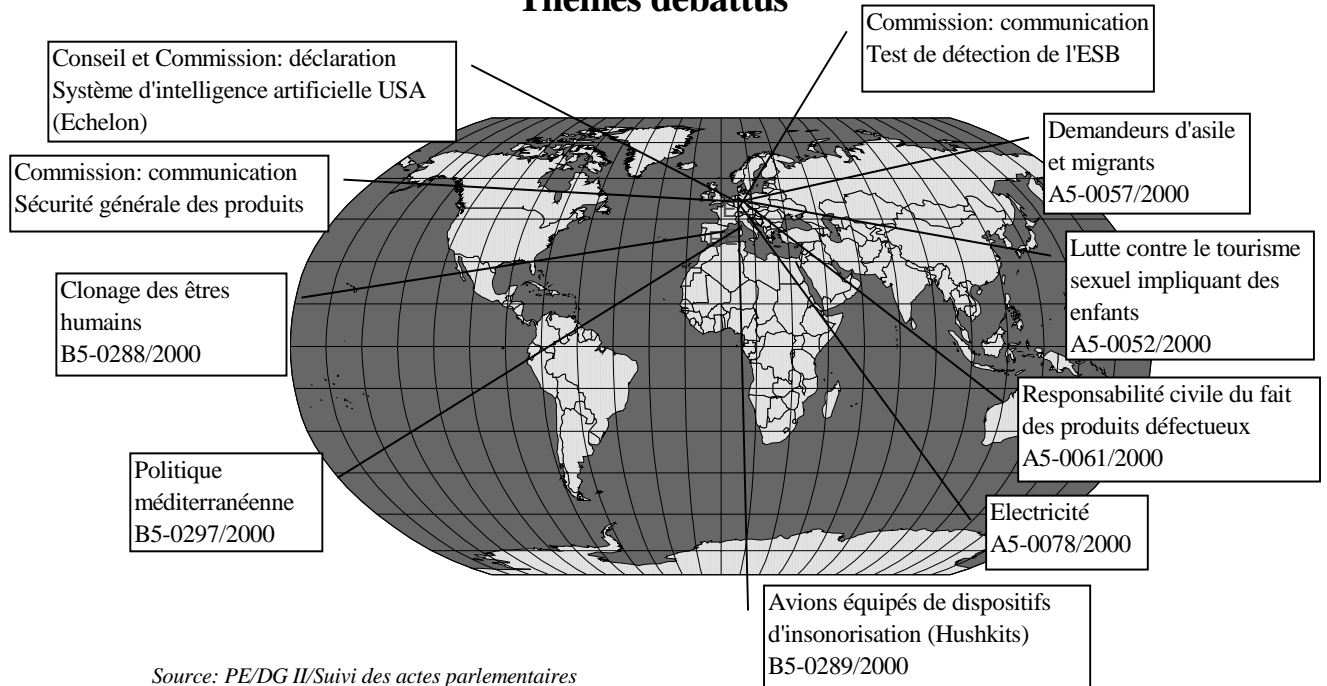 Thèmes débattus
Commission: communication
Test de détection de l'ESB
Conseil et Commission: déclaration
Système d'intelligence artificielle USA
(Echelon)
Demandeurs d'asile
et migrants
A5-0057/2000
Commission: communication
Sécurité générale des produits
Lutte contre le tourisme
sexuel impliquant des
enfants
A5-0052/2000
Clonage des êtres
humains
B5-0288/2000
Responsabilité civile du fait
des produits défectueux
A5-0061/2000
Politique
méditerranéenne
B5-0297/2000
Electricité
A5-0078/2000
Avions équipés de dispositifs
d'insonorisation (Hushkits)
B5-0289/2000
Source: PE/DG II/Suivi des actes parlementaires